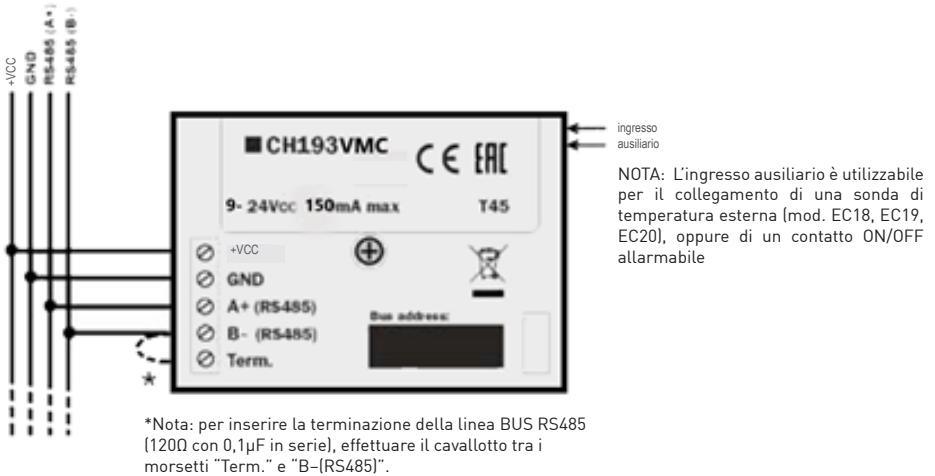 +VCC
GND
RS485 (A+)
RS485 (B-)
CH193VMC
CE EAC
9- 24Vcc 150mA max T45
+VCC
GND
A+ (RS485)
B- (RS485)
Term.
Bus address:
*
ingresso
ausiliario
NOTA: L'ingresso ausiliario è utilizzabile
per il collegamento di una sonda di
temperatura esterna (mod. EC18, EC19,
EC20), oppure di un contatto ON/OFF
allarmabile
*Nota: per inserire la terminazione della linea BUS RS485
(120Ω con 0,1µF in serie), effettuare il cavallotto tra i
morsetti “Term.” e “B–(RS485)”.